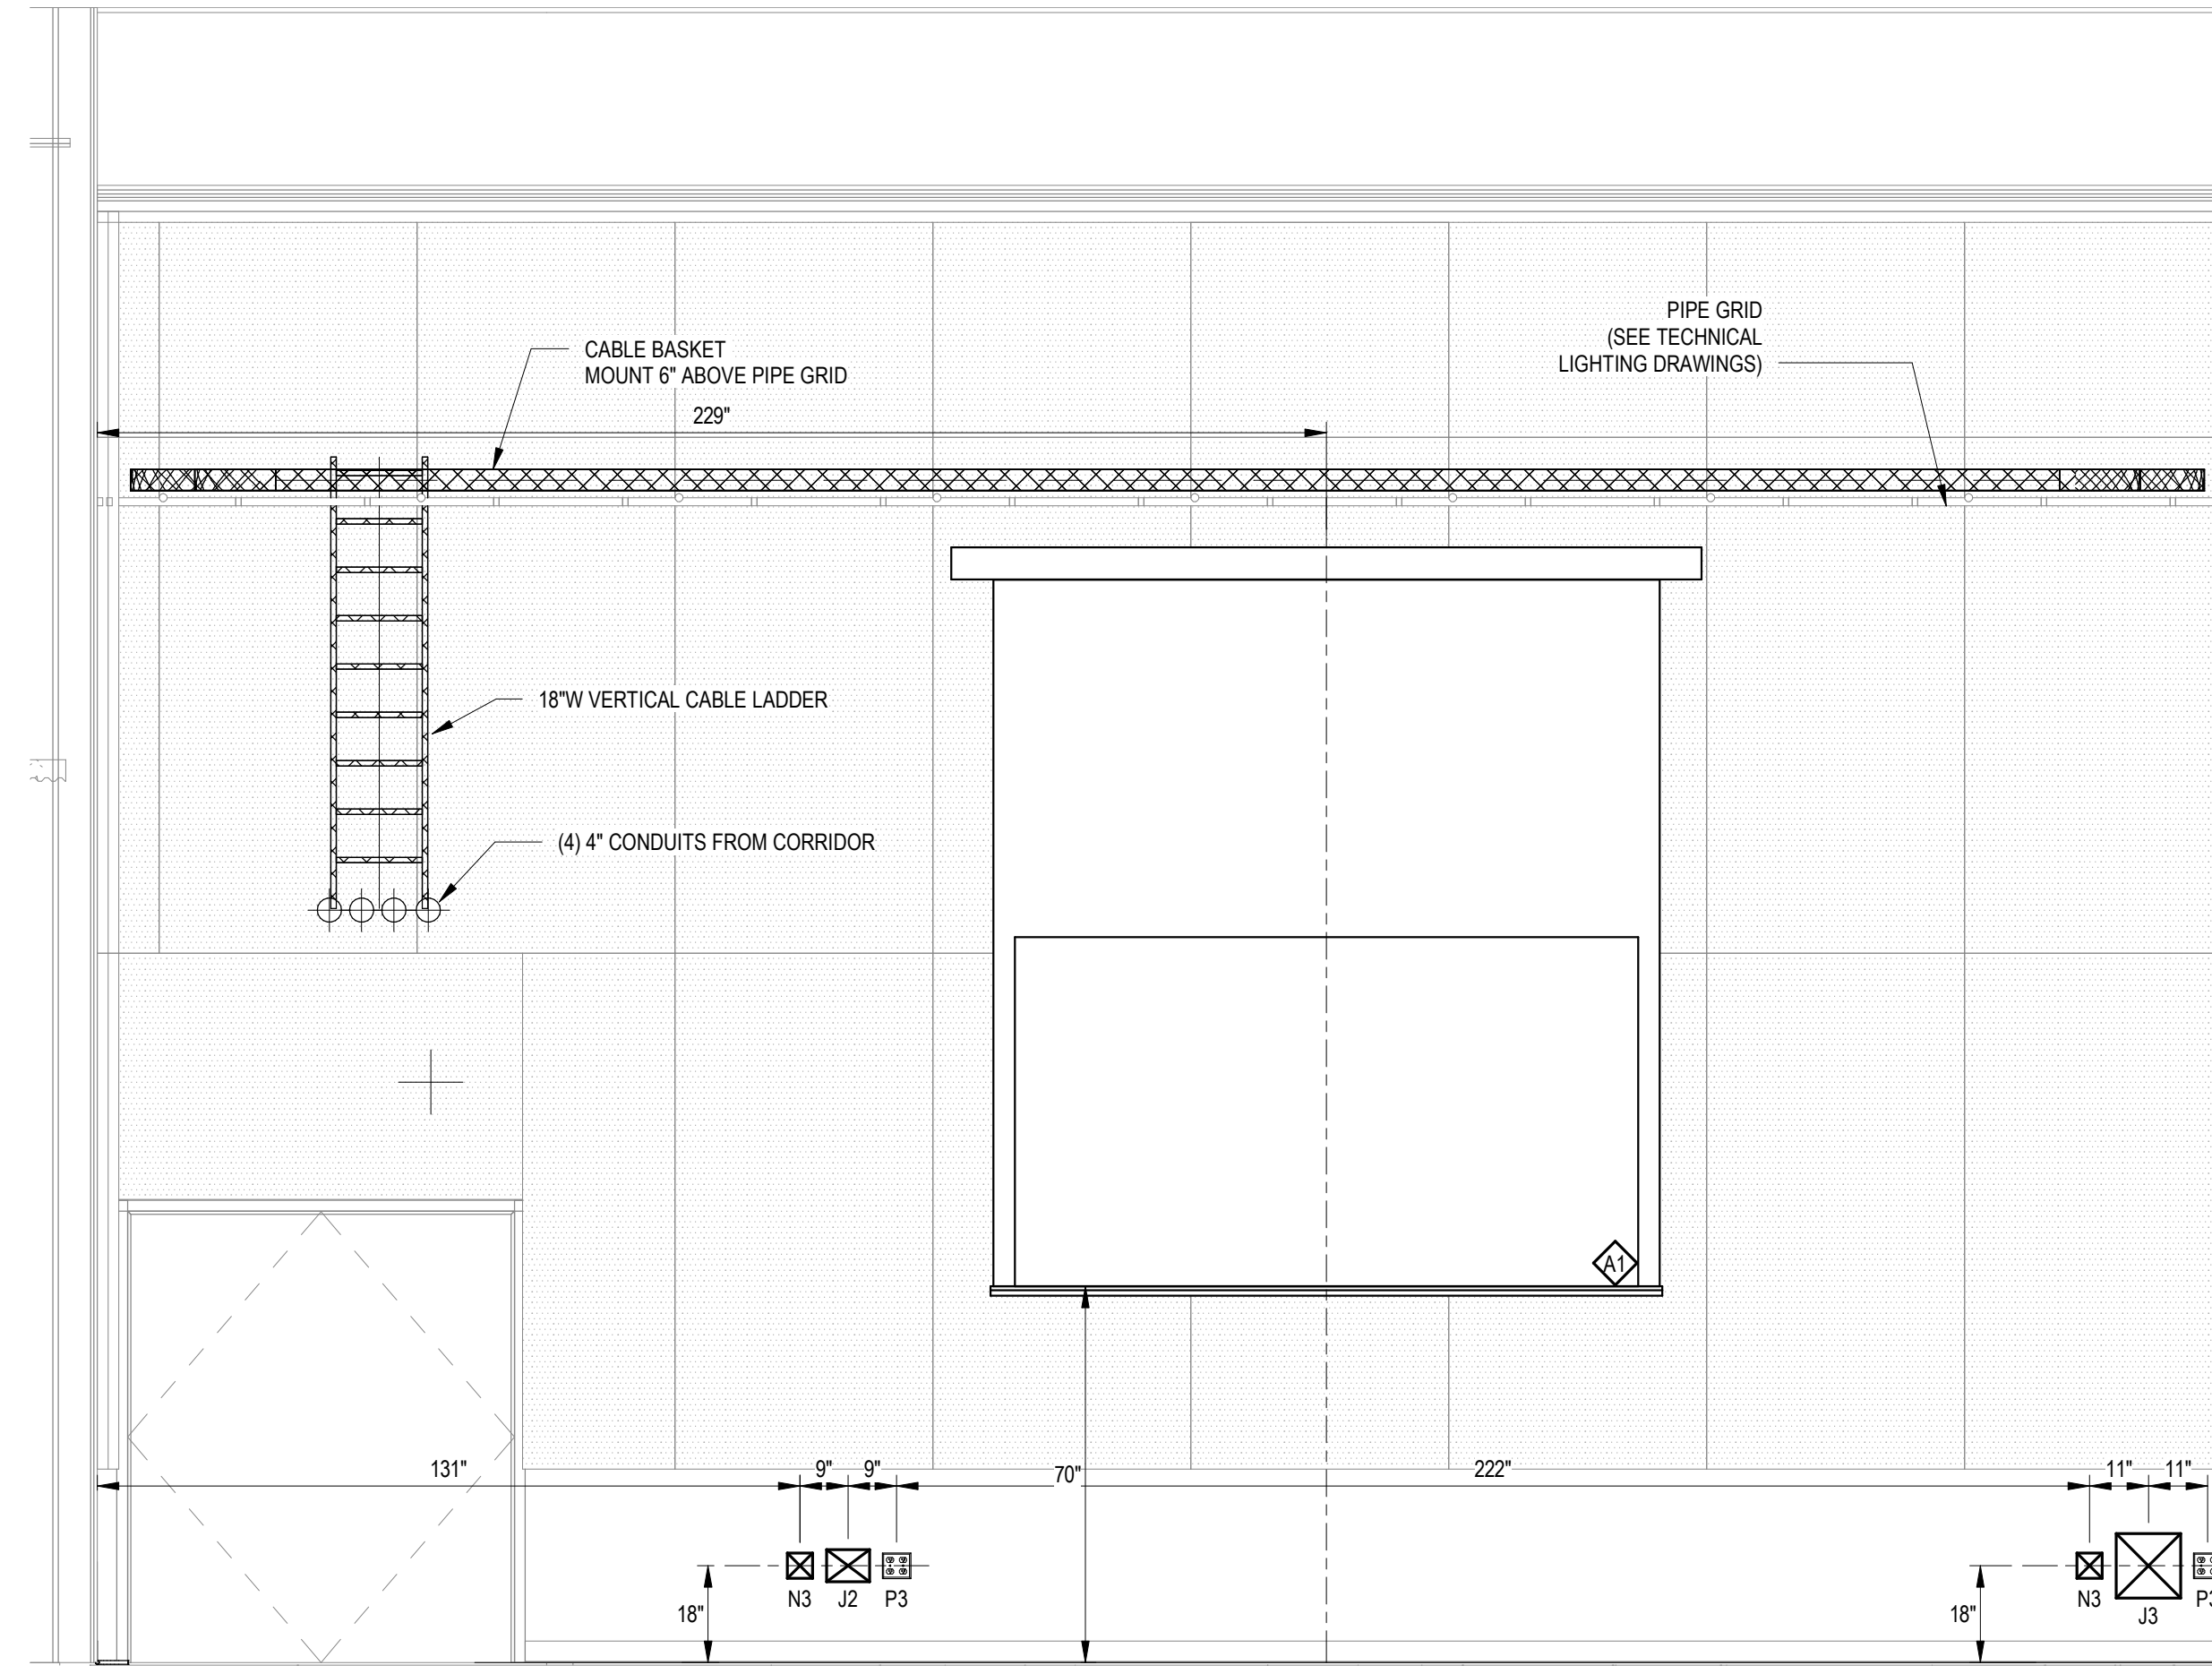 PIPE GRID
(SEE TECHNICAL
LIGHTING DRAWINGS)
CABLE BASKET
MOUNT 6" ABOVE PIPE GRID
229"
18"W VERTICAL CABLE LADDER
(4) 4" CONDUITS FROM CORRIDOR
A1
131"
9"
9"
70"
222"
11"
11"
N3
J2
P3
18"
N3
J3
P3
18"